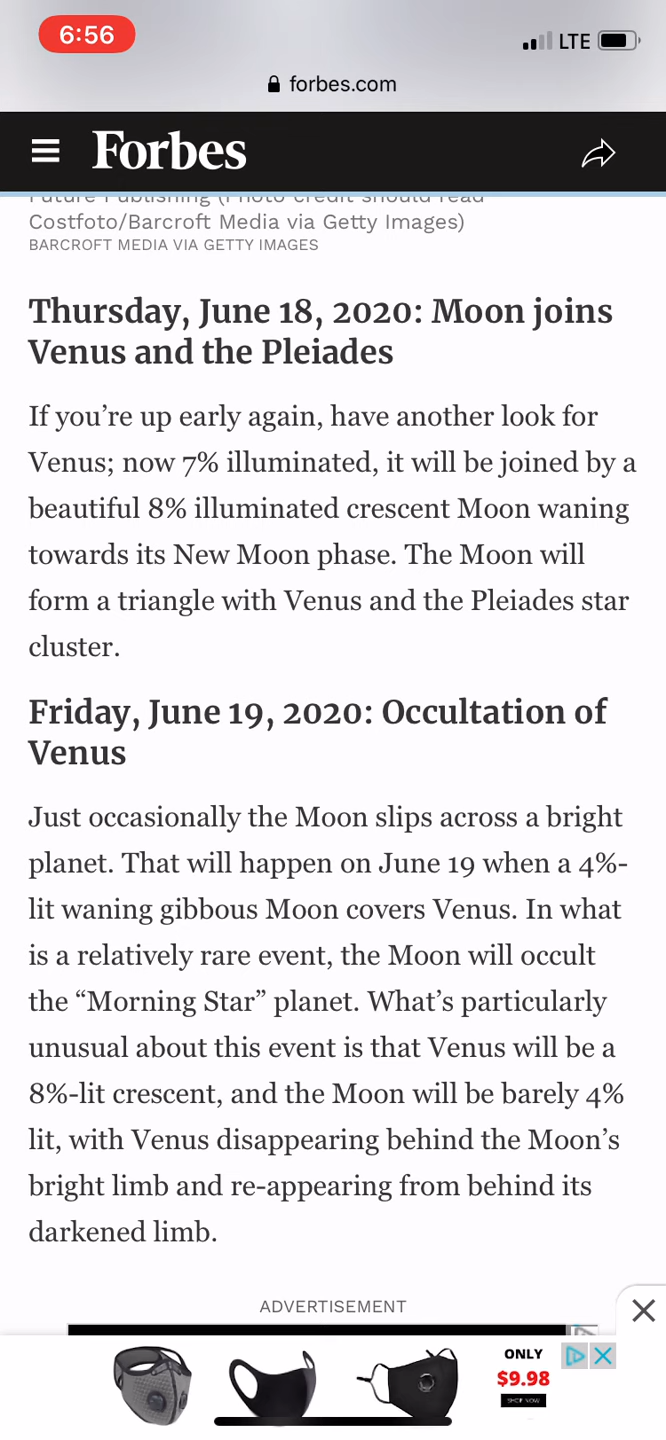 6:56
LTE
forbes.com
Forbes
Future Publishing (Photo credit should read
Costfoto/Barcroft Media via Getty Images)
BARCROFT MEDIA VIA GETTY IMAGES
Thursday, June 18, 2020: Moon joins
Venus and the Pleiades
If you’re up early again, have another look for
Venus; now 7% illuminated, it will be joined by a
beautiful 8% illuminated crescent Moon waning
towards its New Moon phase. The Moon will
form a triangle with Venus and the Pleiades star
cluster.
Friday, June 19, 2020: Occultation of
Venus
Just occasionally the Moon slips across a bright
planet. That will happen on June 19 when a 4%-
lit waning gibbous Moon covers Venus. In what
is a relatively rare event, the Moon will occult
the “Morning Star” planet. What’s particularly
unusual about this event is that Venus will be a
8%-lit crescent, and the Moon will be barely 4%
lit, with Venus disappearing behind the Moon’s
bright limb and re-appearing from behind its
darkened limb.
ADVERTISEMENT
ONLY
$9.98
SHOP NOW